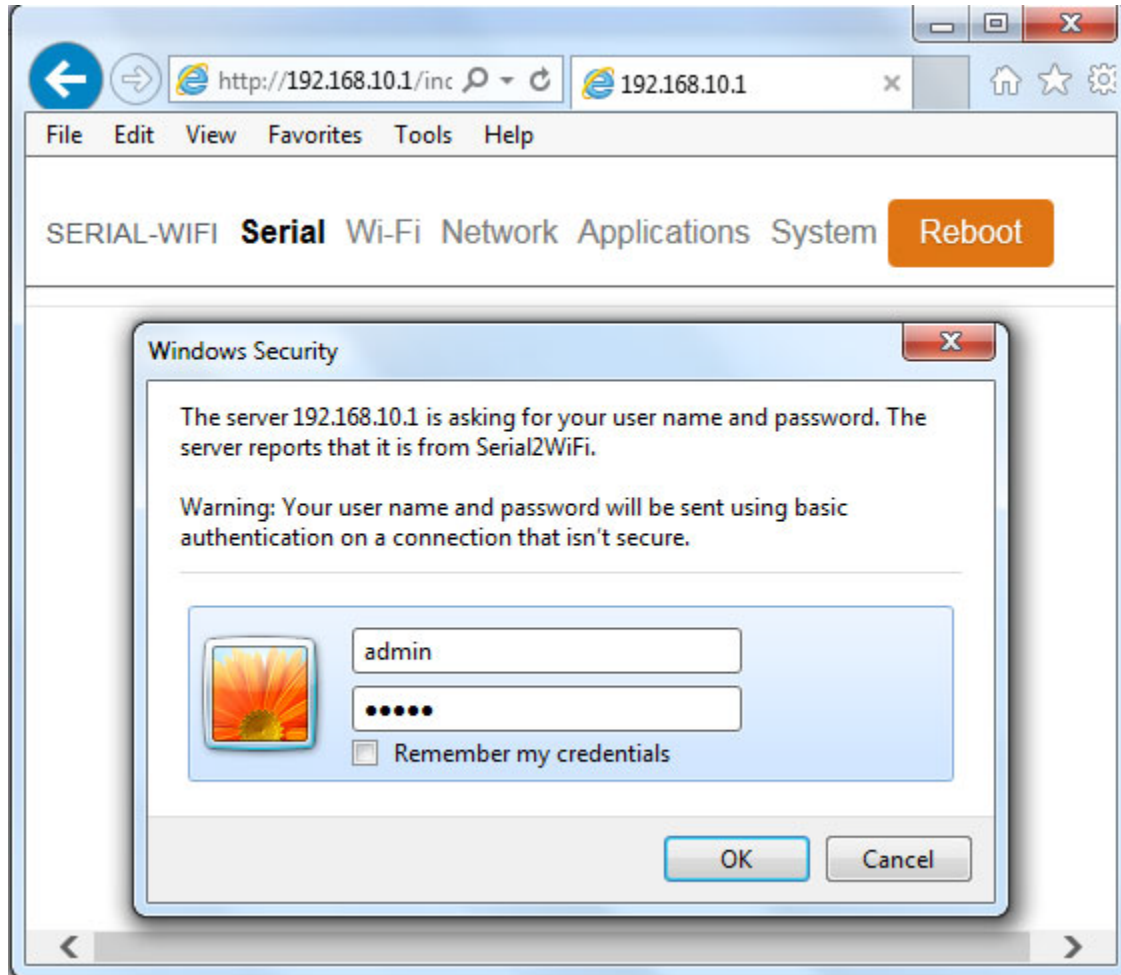 http://192.168.10.1/inc
192.168.10.1
File Edit View Favorites Tools Help
SERIAL-WIFI Serial Wi-Fi Network Applications System Reboot
Windows Security
The server 192.168.10.1 is asking for your user name and password. The
server reports that it is from Serial2WiFi.
Warning: Your user name and password will be sent using basic
authentication on a connection that isn't secure.
admin
●●●●●
Remember my credentials
OK Cancel